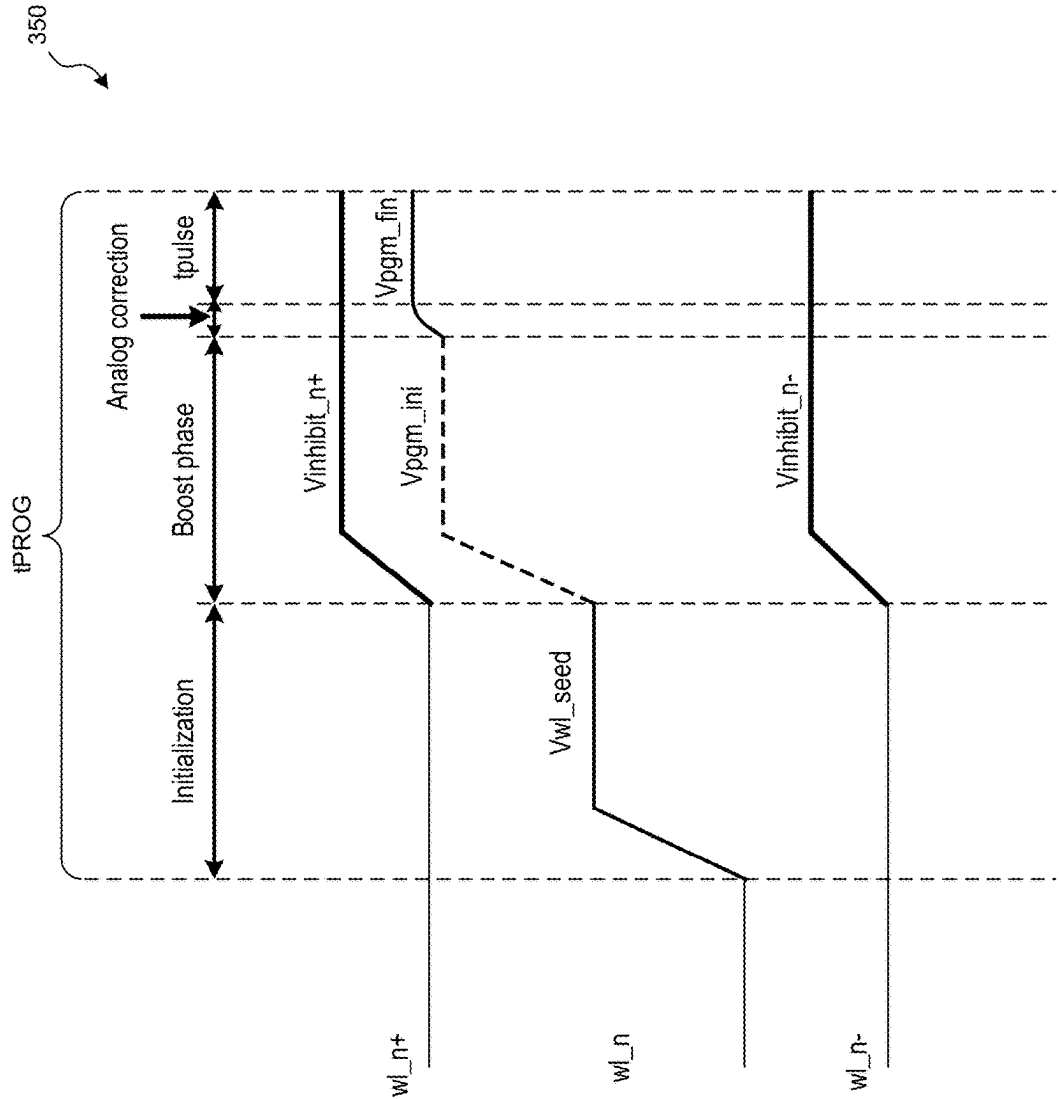 350
tPROG
Analog correction
Initialization
Boost phase
tpulse
wl_n+
Vinhibit_n+
wl_n
Vwl_seed
Vpgm_ini
Vpgm_fin
wl_n-
Vinhibit_n-